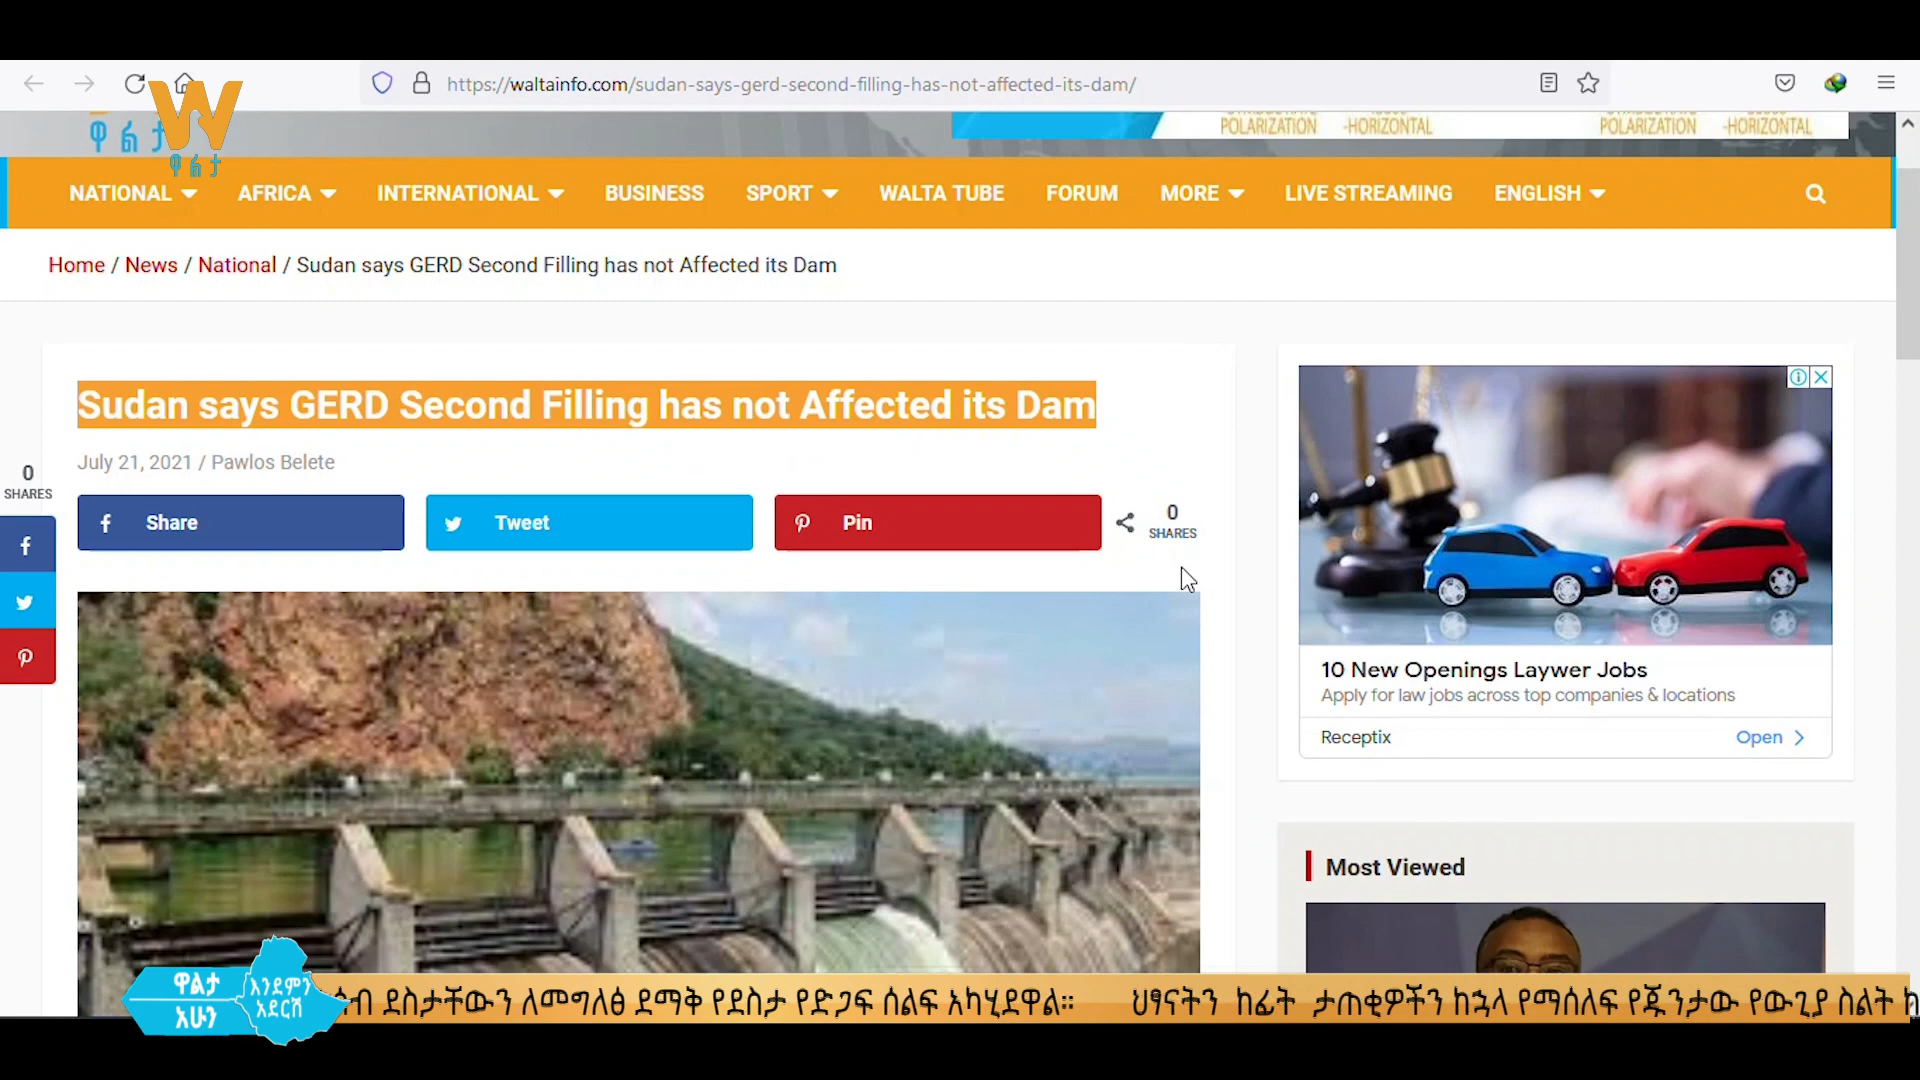 https://waltainfo.com/sudan-says-gerd-second-filling-has-not-affected-its-dam/
POLARIZATION -HORIZONTAL POLARIZATION -HORIZONTAL
ዋልታ
W
ዋልታ
NATIONAL AFRICA INTERNATIONAL BUSINESS SPORT WALTA TUBE FORUM MORE LIVE STREAMING ENGLISH
Home / News / National / Sudan says GERD Second Filling has not Affected its Dam
Sudan says GERD Second Filling has not Affected its Dam
July 21, 2021 / Pawlos Belete
0
SHARES
Share
Tweet
Pin
0
SHARES
10 New Openings Laywer Jobs
Apply for law jobs across top companies & locations
Receptix
Open
Most Viewed
ዋልታ
አሁን
እንደምን
አደርሽ
ደስታቸውን ለመግለፅ ደማቅ የደስታ የድጋፍ ሰልፍ አካሂደዋል። ህፃናትን ከፊት ታጠቂዎችን ከኋላ የማሰለፍ የጁንታው የውጊያ ስልት